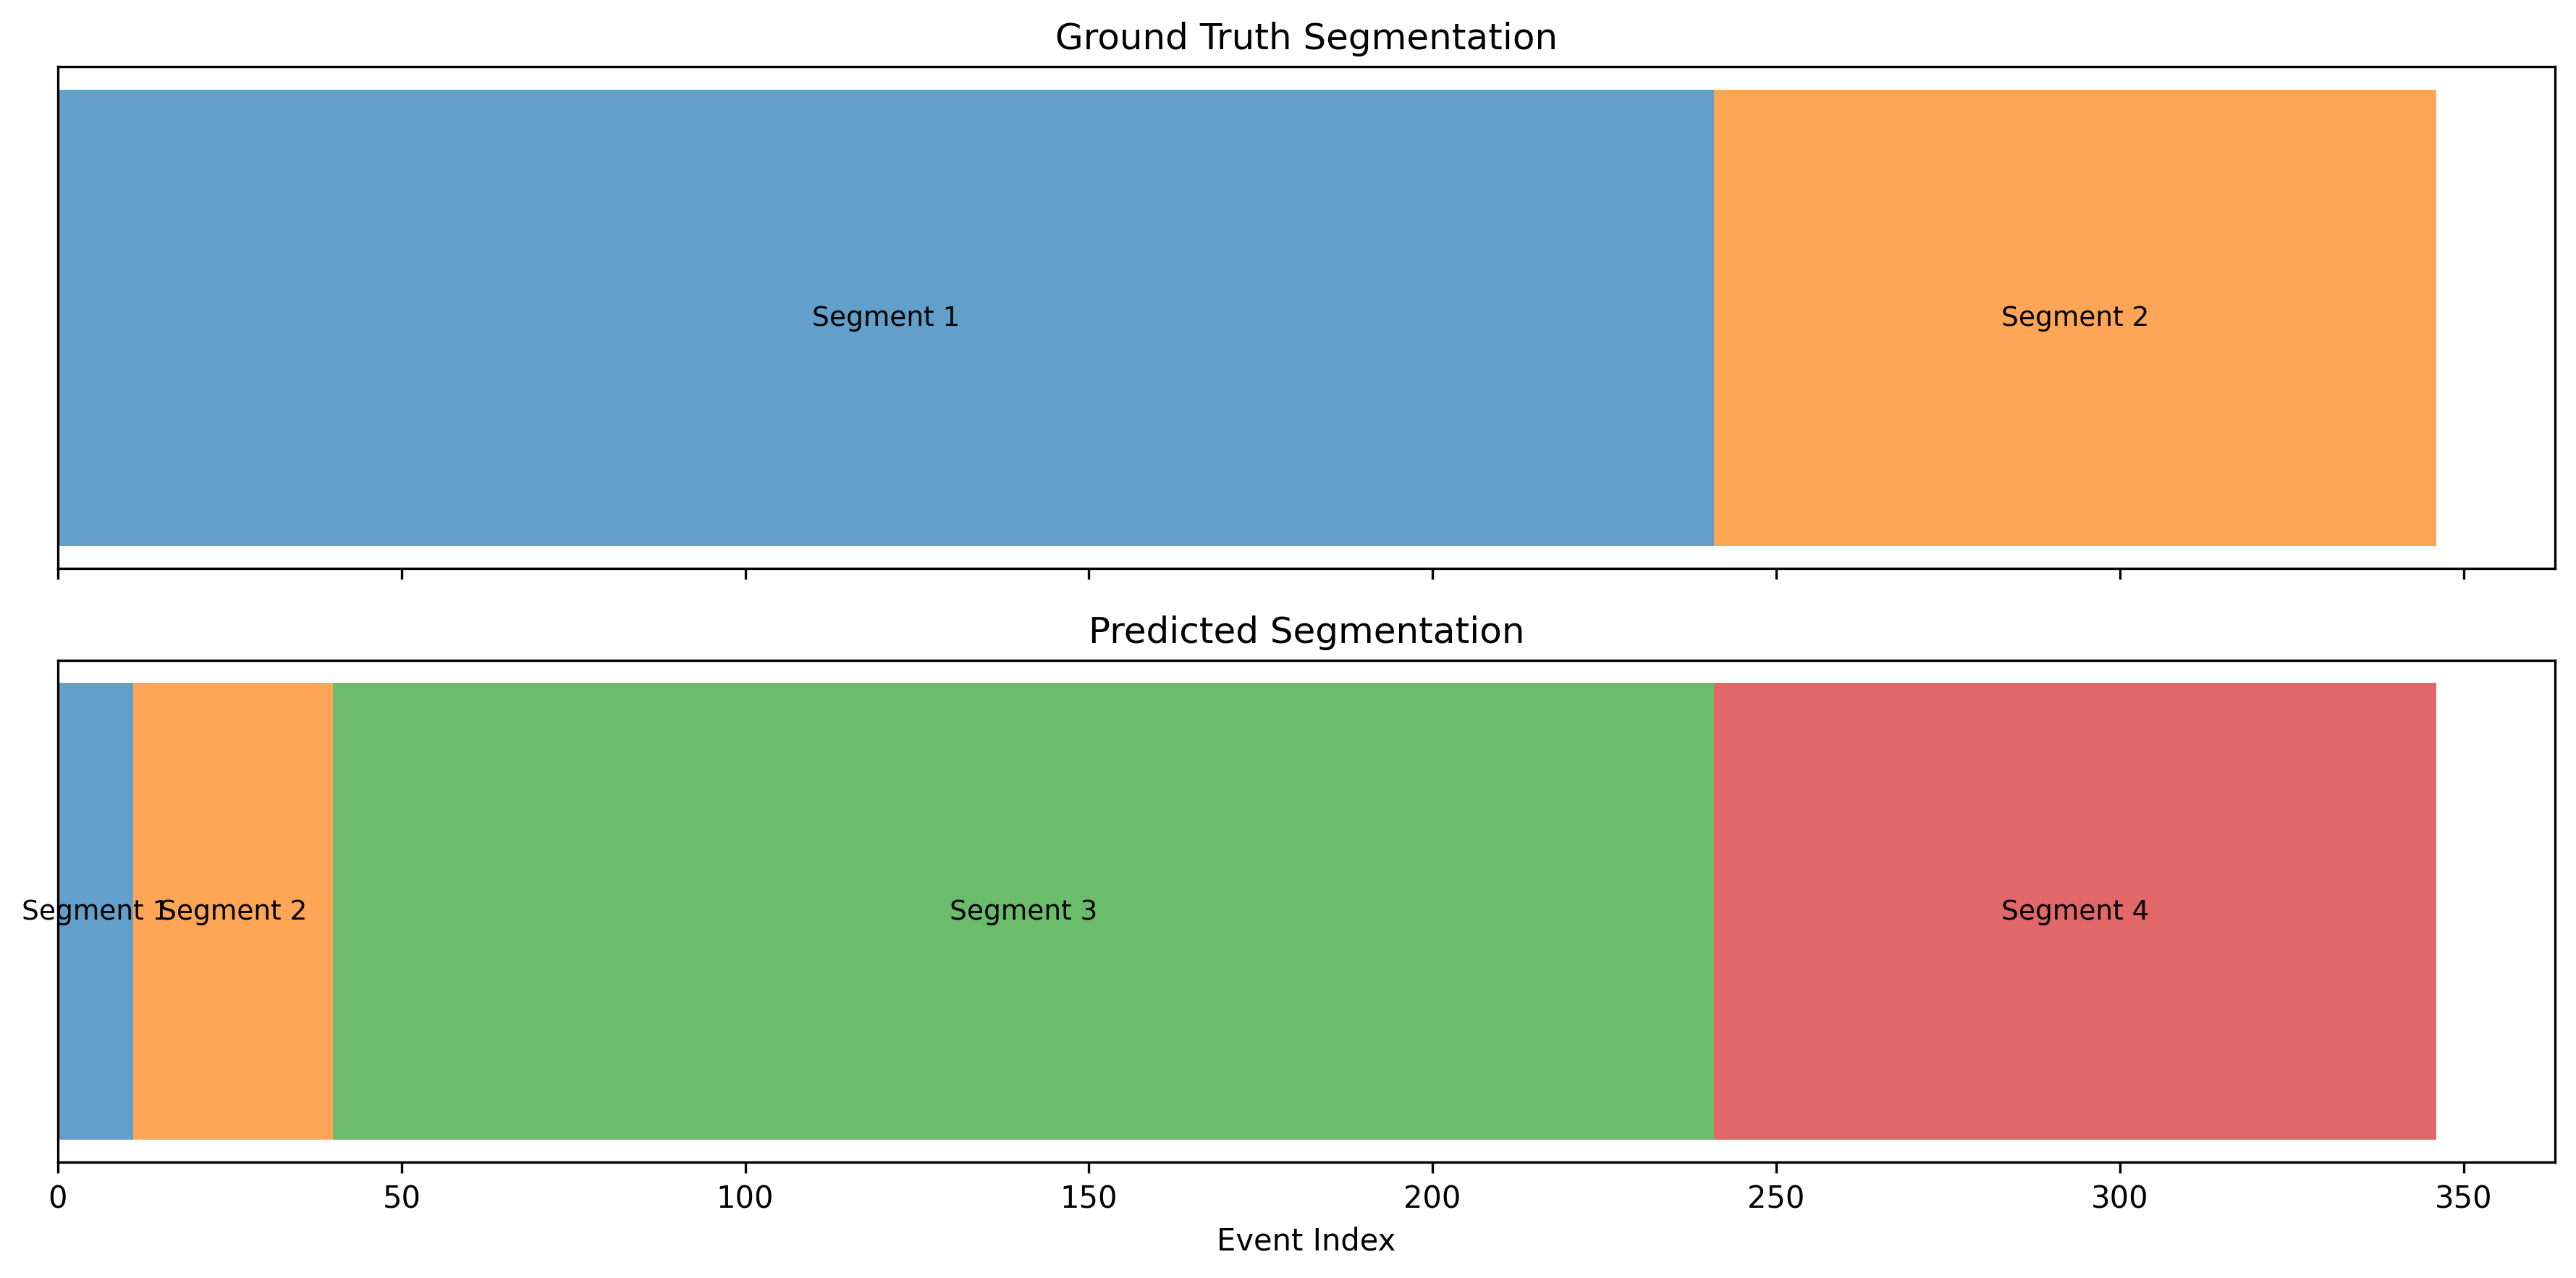 Ground Truth Segmentation
Segment 1 Segment 2
Predicted Segmentation
Segment 1 Segment 2 Segment 3 Segment 4
0 50 100 150 200 250 300 350
Event Index